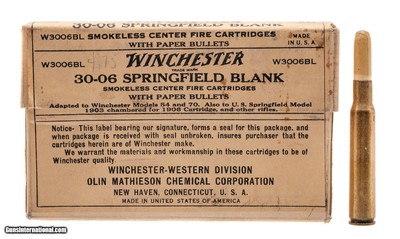 W3006BL SMOKELESS CENTER FIRE CARTRIDGES MADE IN U.S.A.
WITH PAPER BULLETS
W3006BL WINCHESTER W3006BL
TRADE MARK
30-06 SPRINGFIELD BLANK
SMOKELESS CENTER FIRE CARTRIDGES
WITH PAPER BULLETS
Adapted to Winchester Models 54 and 70. Also to U. S. Springfield Model
1903 chambered for 1906 Cartridge, and other rifles.
Notice- This label bearing our signature, forms a seal for this package, and
when package is received with seal unbroken, insures purchaser that the
cartridges herein are of Winchester make.
We warrant the materials and workmanship in these cartridges to be of
Winchester quality.
WINCHESTER-WESTERN DIVISION
OLIN MATHIESON CHEMICAL CORPORATION
NEW HAVEN, CONNECTICUT, U. S. A.
MADE IN UNITED STATES OF AMERICA
GunsInternational.com